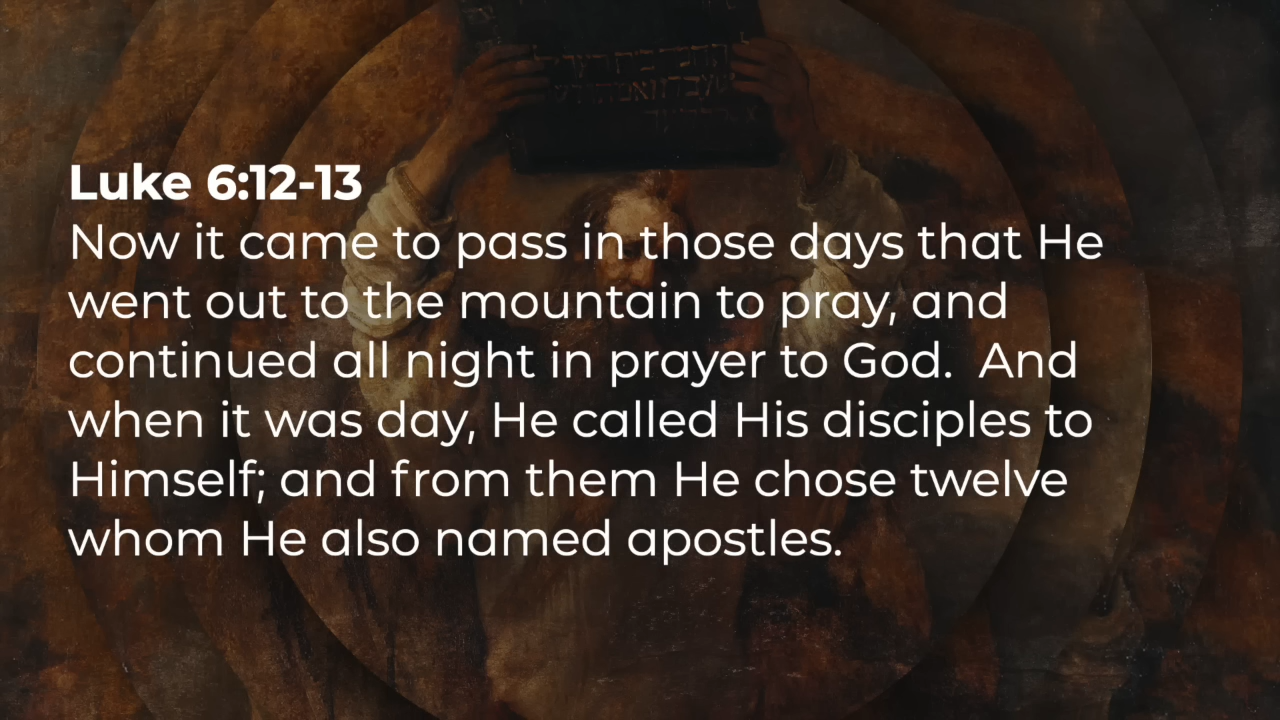 Luke 6:12-13
Now it came to pass in those days that He
went out to the mountain to pray, and
continued all night in prayer to God.  And
when it was day, He called His disciples to
Himself; and from them He chose twelve
whom He also named apostles.